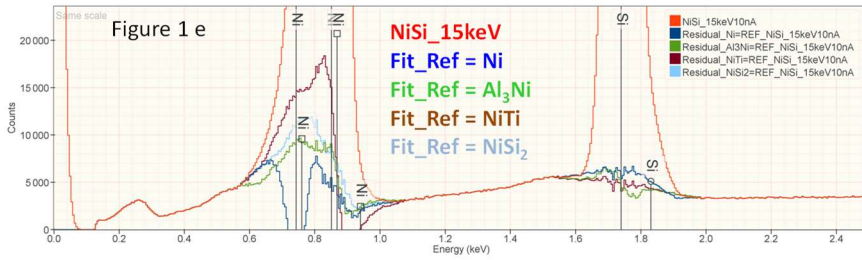 Same scale
Figure 1 e
NiSi_15keV
Fit_Ref = Ni
Fit_Ref = Al₃Ni
Fit_Ref = NiTi
Fit_Ref = NiSi₂
NiSi_15keV10nA
Residual_Ni=REF_NiSi_15keV10nA
Residual_Al3Ni=REF_NiSi_15keV10nA
Residual_NiTi=REF_NiSi_15keV10nA
Residual_NiSi2=REF_NiSi_15keV10nA
Ni
Ni
Ni
Ni
Ni
Si
Si
Counts
20000
15000
10000
5000
0
0.0 0.2 0.4 0.6 0.8 1.0 1.2 1.4 1.6 1.8 2.0 2.2 2.4
Energy (keV)